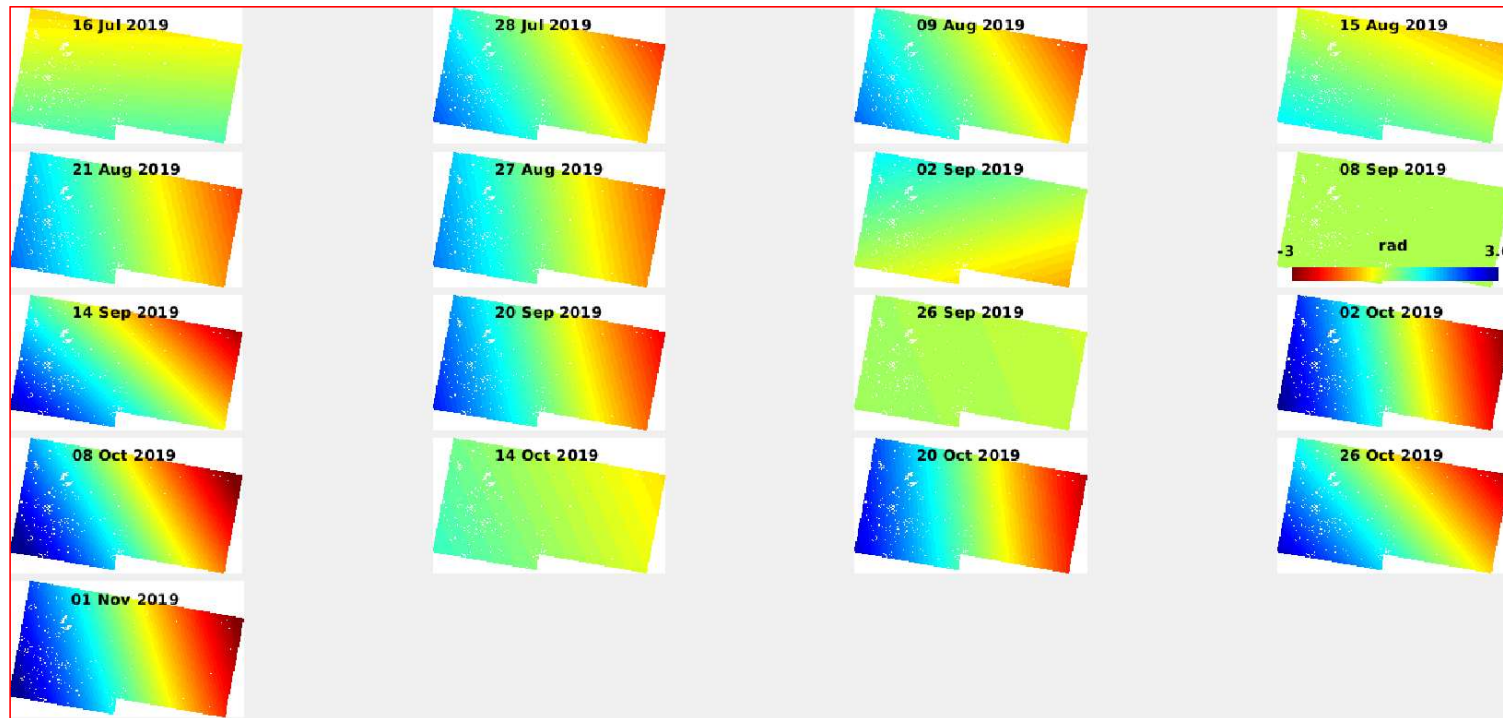 16 Jul 2019
28 Jul 2019
09 Aug 2019
15 Aug 2019
21 Aug 2019
27 Aug 2019
02 Sep 2019
08 Sep 2019
-3 rad 3.0
14 Sep 2019
20 Sep 2019
26 Sep 2019
02 Oct 2019
08 Oct 2019
14 Oct 2019
20 Oct 2019
26 Oct 2019
01 Nov 2019